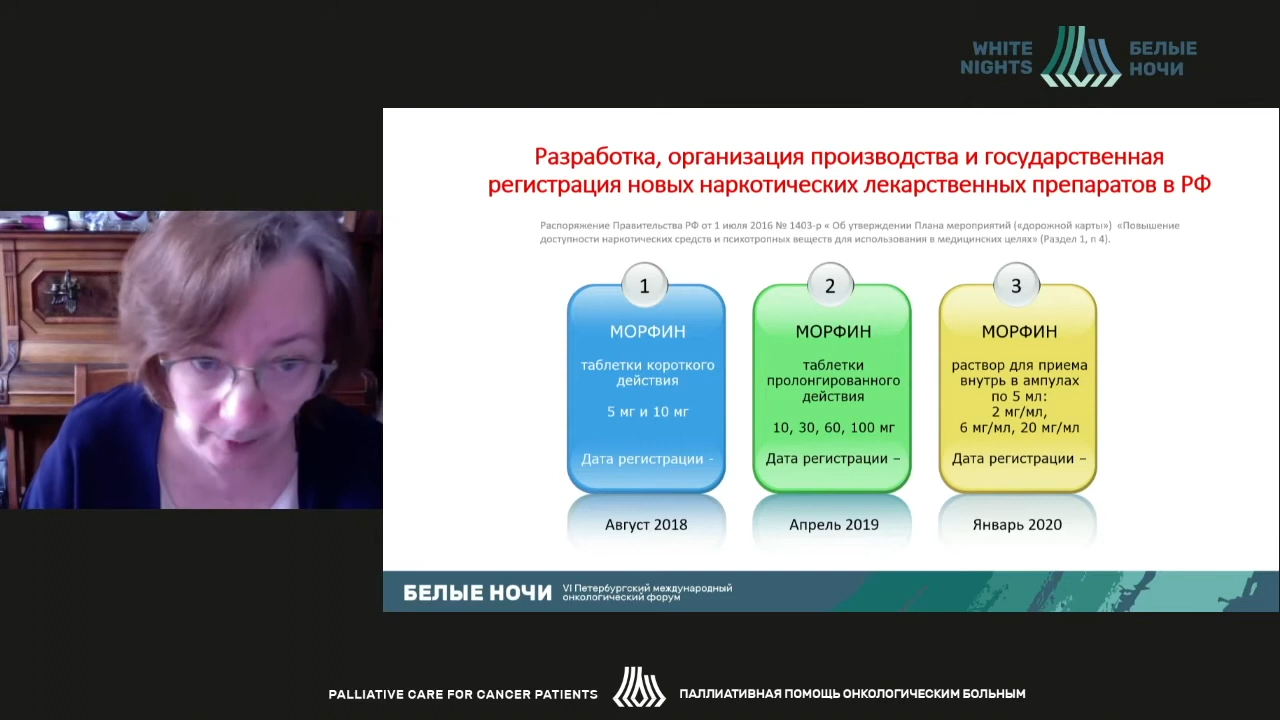 WHITE
NIGHTS
БЕЛЫЕ
НОЧИ
Разработка, организация производства и государственная
регистрация новых наркотических лекарственных препаратов в РФ
Распоряжение Правительства РФ от 1 июля 2016 № 1403-р « Об утверждении Плана мероприятий («дорожной карты») «Повышение
доступности наркотических средств и психотропных веществ для использования в медицинских целях» (Раздел 1, п 4).
1
МОРФИН
таблетки короткого
действия
5 мг и 10 мг
Дата регистрации -
Август 2018
2
МОРФИН
таблетки
пролонгированного
действия
10, 30, 60, 100 мг
Дата регистрации –
Апрель 2019
3
МОРФИН
раствор для приема
внутрь в ампулах
по 5 мл:
2 мг/мл,
6 мг/мл, 20 мг/мл
Дата регистрации –
Январь 2020
БЕЛЫЕ НОЧИ
VI Петербургский международный
онкологический форум
PALLIATIVE CARE FOR CANCER PATIENTS
ПАЛЛИАТИВНАЯ ПОМОЩЬ ОНКОЛОГИЧЕСКИМ БОЛЬНЫМ